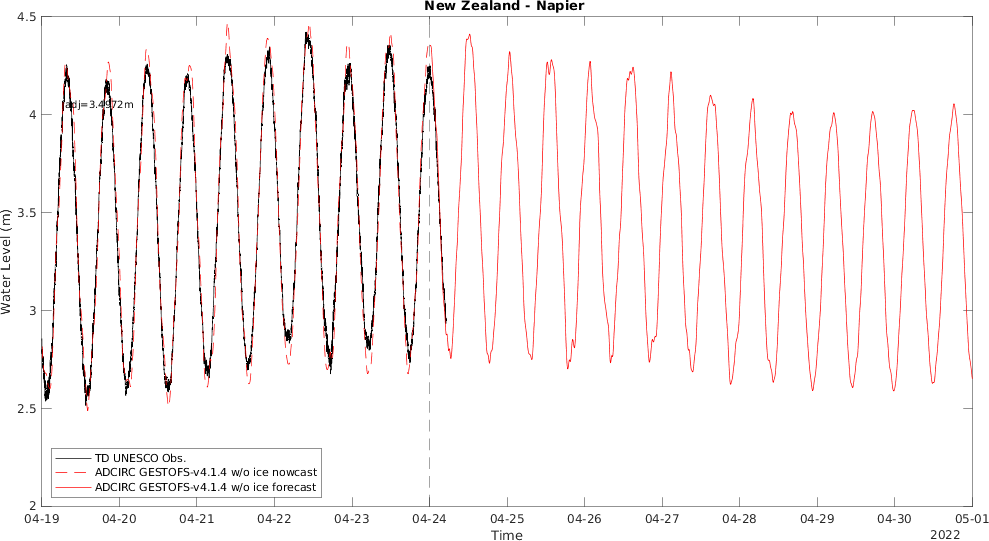 New Zealand - Napier
4.5
4
3.5
3
2.5
2
Water Level (m)
adj=3.4972m
TD UNESCO Obs.
ADCIRC GESTOFS-v4.1.4 w/o ice nowcast
ADCIRC GESTOFS-v4.1.4 w/o ice forecast
04-19 04-20 04-21 04-22 04-23 04-24 04-25 04-26 04-27 04-28 04-29 04-30 05-01
Time
2022